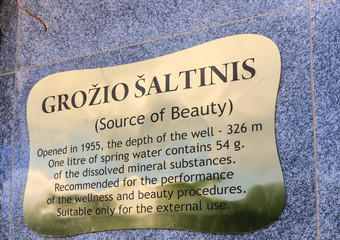 GROŽIO ŠALTINIS
(Source of Beauty)
Opened in 1955, the depth of the well - 326 m
One litre of spring water contains 54 g.
of the dissolved mineral substances.
Recommended for the performance
of the wellness and beauty procedures.
Suitable only for the external use.